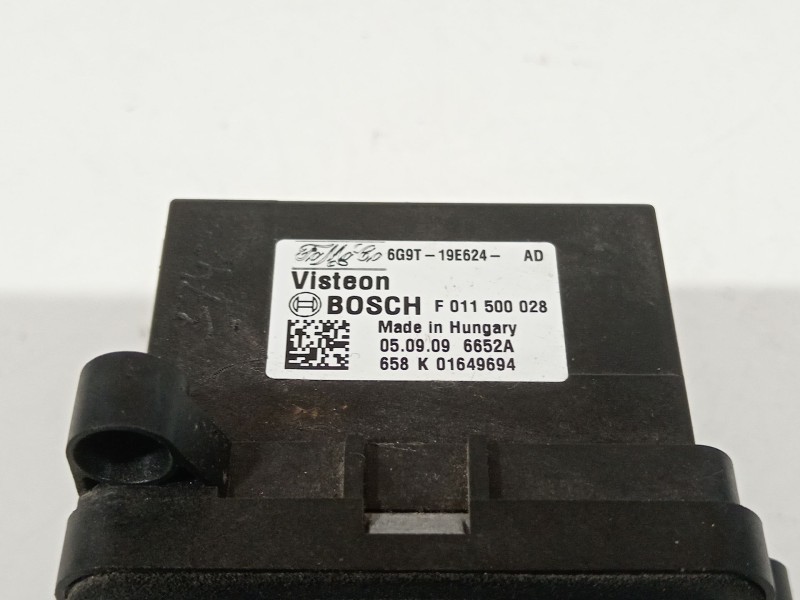 6G9T-19E624- AD
Visteon
BOSCH F 011 500 028
Made in Hungary
05.09.09 6652A
658 K 01649694